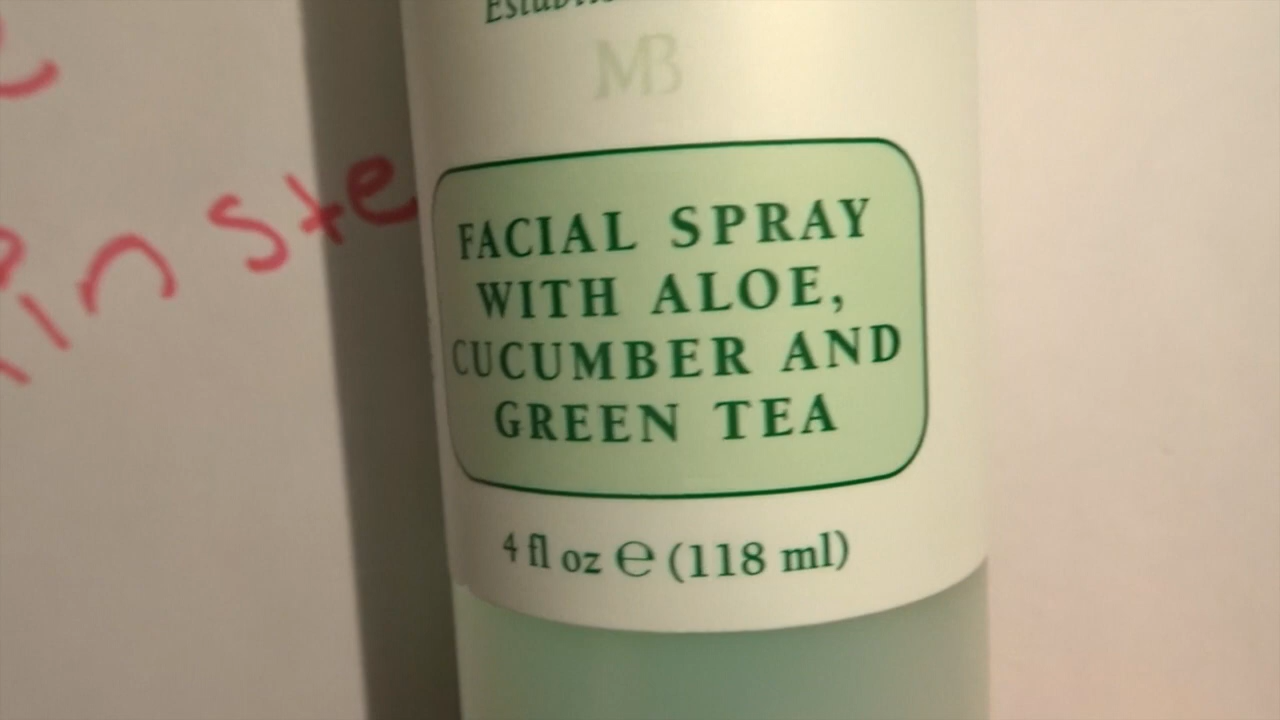 MB
FACIAL SPRAY
WITH ALOE,
CUCUMBER AND
GREEN TEA
4 fl oz ℮ (118 ml)